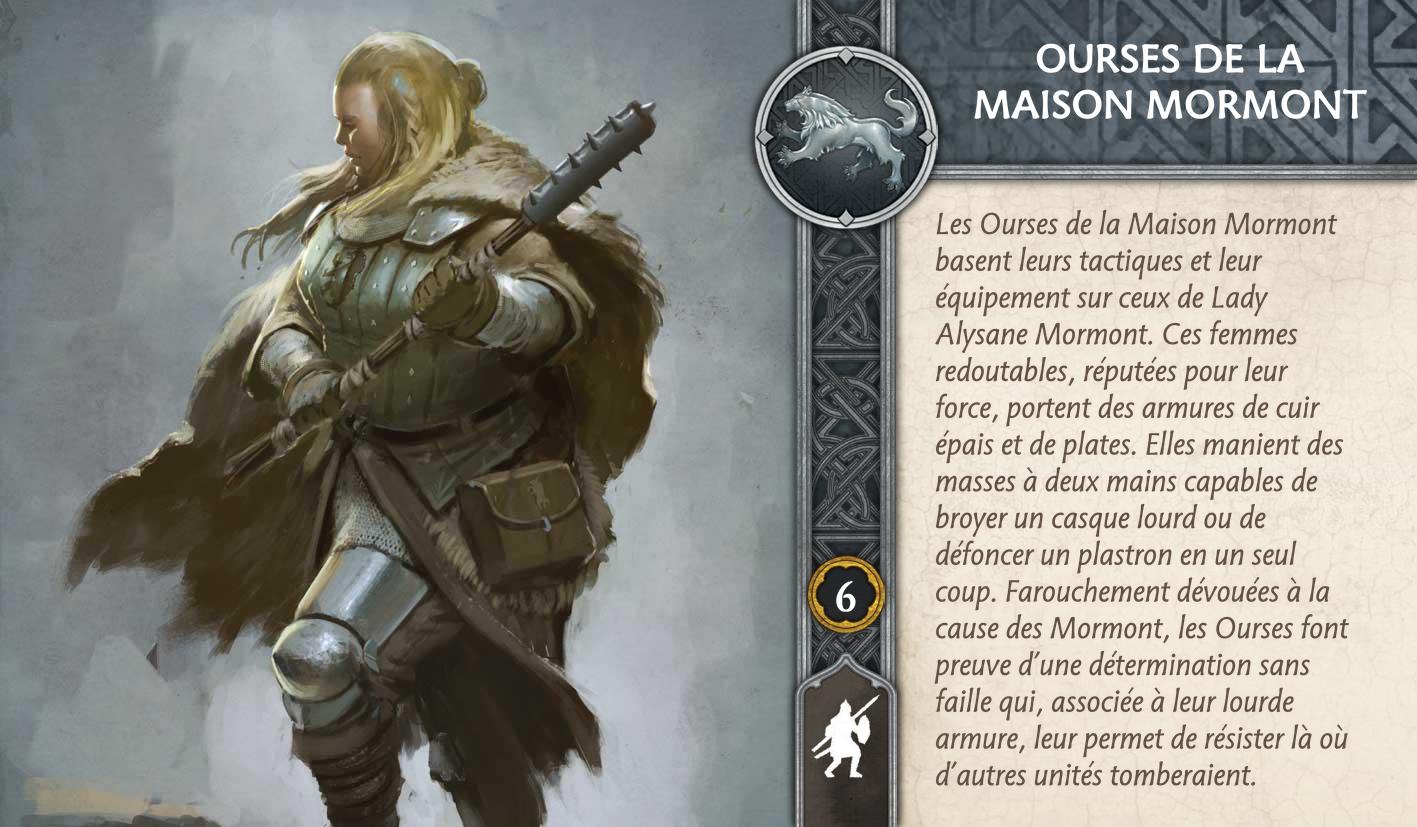 OURSES DE LA
MAISON MORMONT
Les Ourses de la Maison Mormont
basent leurs tactiques et leur
équipement sur ceux de Lady
Alysane Mormont. Ces femmes
redoutables, réputées pour leur
force, portent des armures de cuir
épais et de plates. Elles manient des
masses à deux mains capables de
broyer un casque lourd ou de
défoncer un plastron en un seul
coup. Farouchement dévouées à la
cause des Mormont, les Ourses font
preuve d'une détermination sans
faille qui, associée à leur lourde
armure, leur permet de résister là où
d'autres unités tomberaient.
6